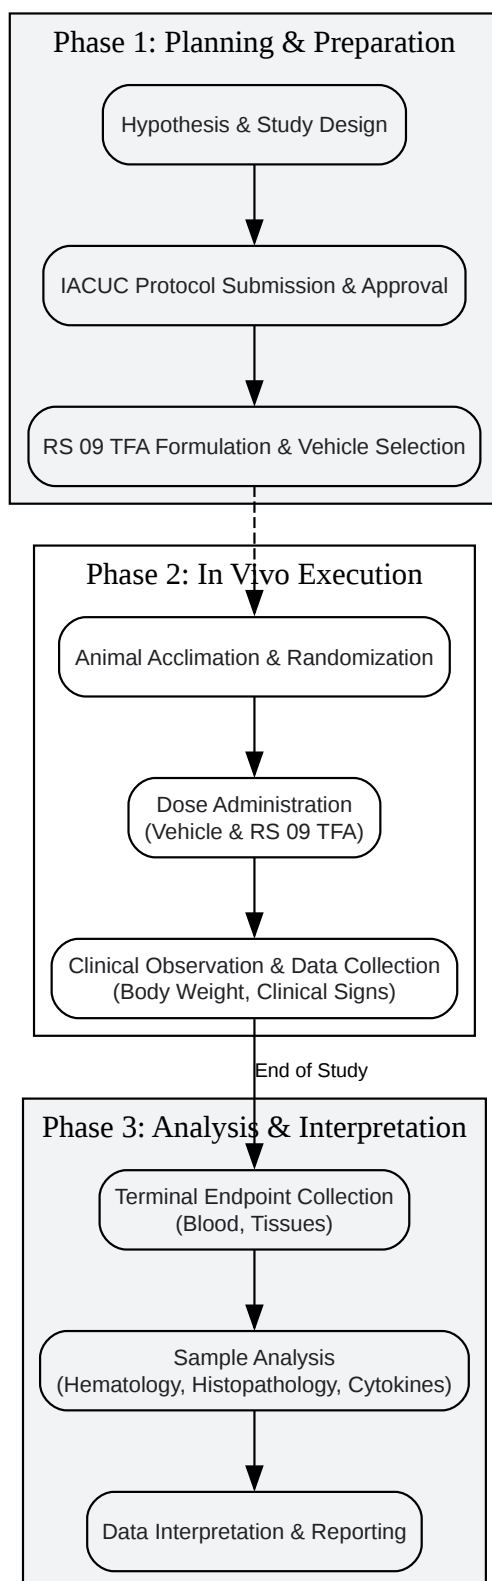 Phase 1: Planning & Preparation
Hypothesis & Study Design
IACUC Protocol Submission & Approval
RS 09 TFA Formulation & Vehicle Selection
Phase 2: In Vivo Execution
Animal Acclimation & Randomization
Dose Administration
(Vehicle & RS 09 TFA)
Clinical Observation & Data Collection
(Body Weight, Clinical Signs)
End of Study
Phase 3: Analysis & Interpretation
Terminal Endpoint Collection
(Blood, Tissues)
Sample Analysis
(Hematology, Histopathology, Cytokines)
Data Interpretation & Reporting